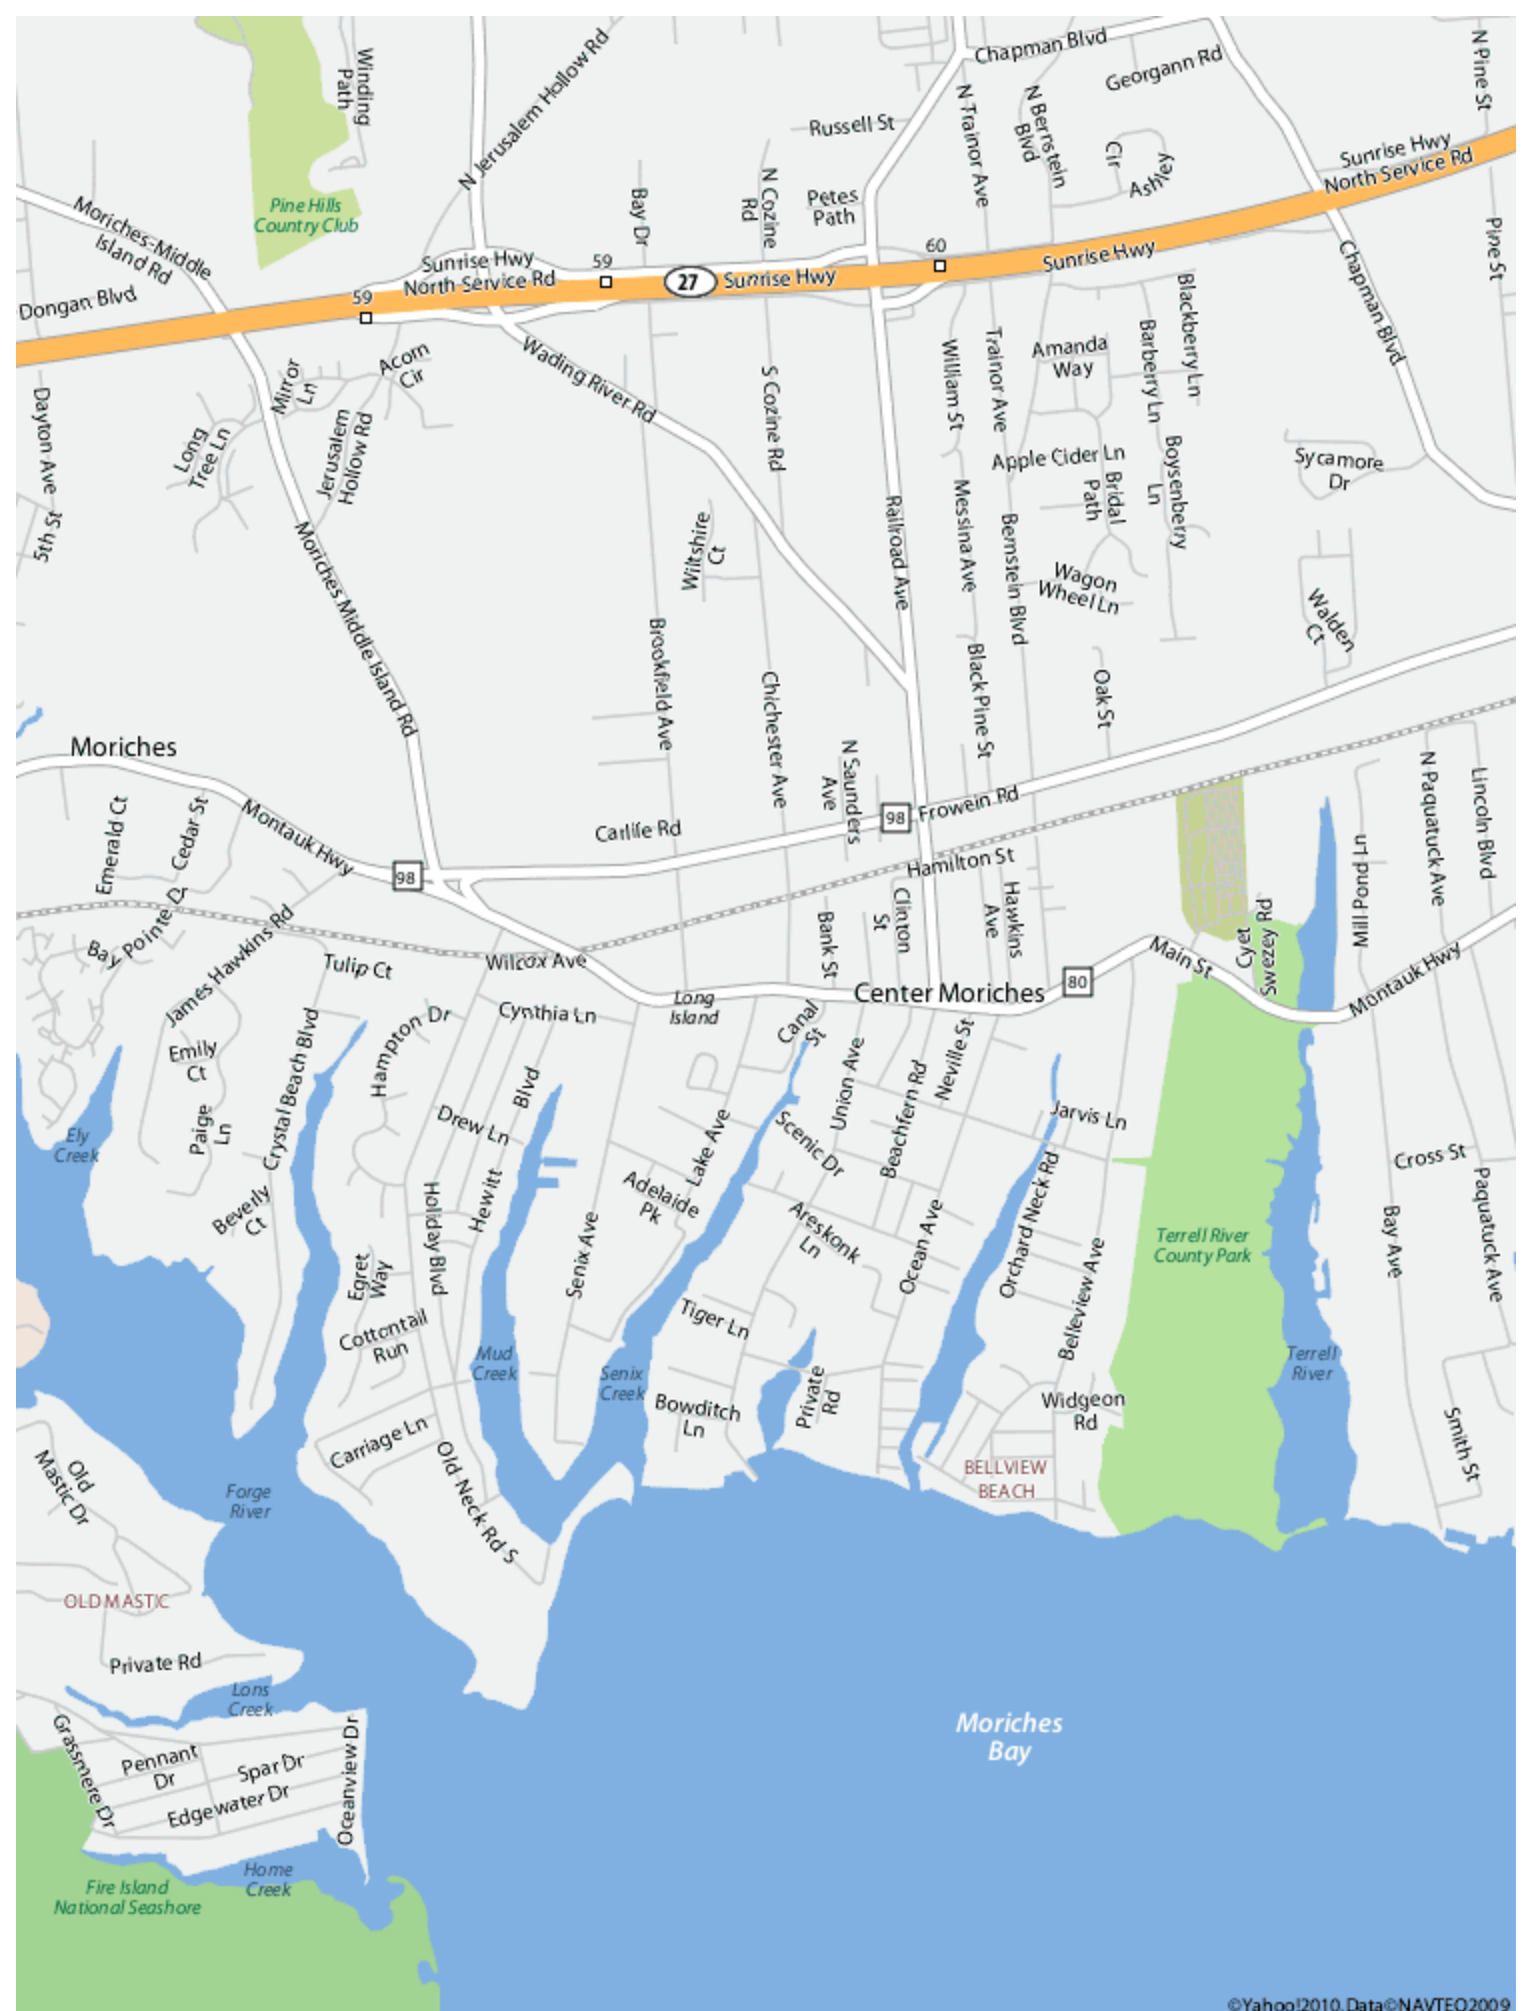 Winding
Path
N Jerusalem Hollow Rd
Chapman Blvd
Georgann Rd
N Pine St
Russell St
N Trainor Ave
N Bernstein
Blvd
Cir
Ashley
Sunrise Hwy
North Service Rd
Pine Hills
Country Club
Moriches-Middle
Island Rd
Bay Dr
N Cozine
Rd
Petes
Path
Pine St
Sunrise Hwy
North Service Rd
59
59
27
Sunrise Hwy
60
Sunrise Hwy
Dongan Blvd
Chapman Blvd
Blackberry Ln
Barberry Ln
Amanda
Way
Trainor Ave
William St
Mirror
Ln
Acorn
Cir
Wading River Rd
S Cozine Rd
Dayton Ave
Long
Tree Ln
Jerusalem
Hollow Rd
Apple Cider Ln
Boysenberry
Ln
Bridal
Path
Sycamore
Dr
5th St
Moriches Middle Island Rd
Wiltshire
Ct
Railroad Ave
Messina Ave
Bernstein Blvd
Wagon
Wheel Ln
Walden
Ct
Brookfield Ave
Chichester Ave
Black Pine St
Oak St
Moriches
N Saunders
Ave
N Paquatuck Ave
Lincoln Blvd
Emerald Ct
Cedar St
Montauk Hwy
98
Carlife Rd
98
Frowein Rd
Hamilton St
Mill Pond Ln
Bay Pointe Dr
James Hawkins Rd
Tulip Ct
Wilcox Ave
Bank St
Clinton
St
Hawkins
Ave
Cyet
Swezey Rd
Main St
Montauk Hwy
80
Center Moriches
Long
Island
Cynthia Ln
Hampton Dr
Canal
St
Emily
Ct
Crystal Beach Blvd
Blvd
Union Ave
Beachfern Rd
Neville St
Jarvis Ln
Ely
Creek
Paige
Ln
Drew Ln
Lake Ave
Scenic Dr
Cross St
Beverly
Ct
Holiday Blvd
Hewitt
Adelaide
Pk
Areskonk
Ln
Ocean Ave
Orchard Neck Rd
Belleview Ave
Terrell River
County Park
Bay Ave
Paquatuck Ave
Egret
Way
Senix Ave
Cottontail
Run
Tiger Ln
Mud
Creek
Senix
Creek
Terrell
River
Bowditch
Ln
Private
Rd
Widgeon
Rd
Carriage Ln
Old Neck Rd S
BELLVIEW
BEACH
Smith St
Old
Mastic Dr
Forge
River
OLD MASTIC
Private Rd
Lons
Creek
Moriches
Bay
Grassmere Dr
Pennant
Dr
Spar Dr
Edgewater Dr
Oceanview Dr
Home
Creek
Fire Island
National Seashore
©Yahoo!2010, Data©NAVTEQ2009